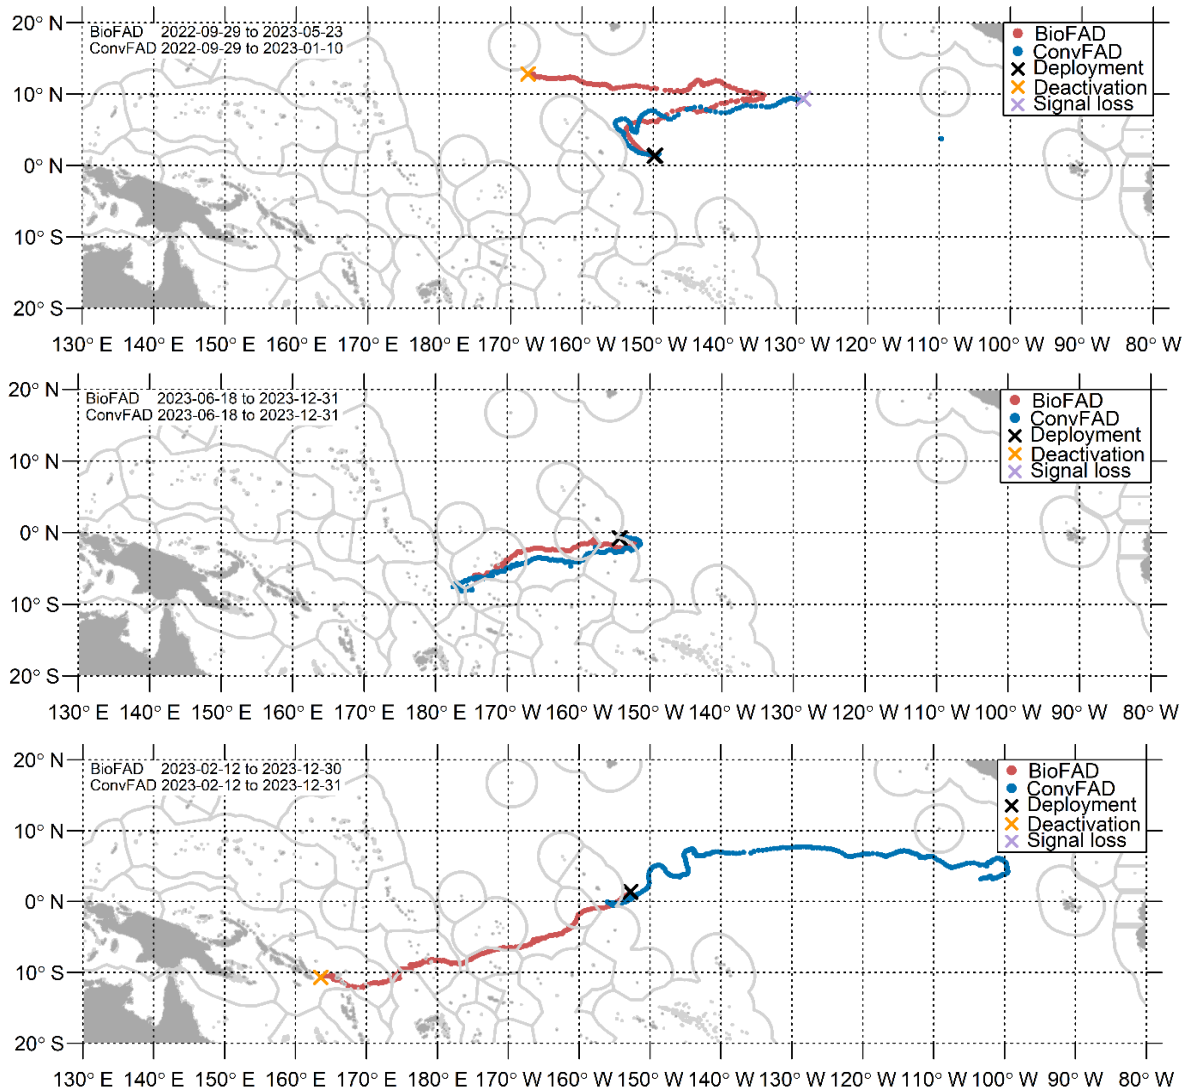 20° N
BioFAD 2022-09-29 to 2023-05-23
ConvFAD 2022-09-29 to 2023-01-10
BioFAD
ConvFAD
Deployment
Deactivation
Signal loss
10° N
0° N
10° S
20° S
130° E 140° E 150° E 160° E 170° E 180° E 170° W 160° W 150° W 140° W 130° W 120° W 110° W 100° W 90° W 80° W
20° N
BioFAD 2023-06-18 to 2023-12-31
ConvFAD 2023-06-18 to 2023-12-31
BioFAD
ConvFAD
Deployment
Deactivation
Signal loss
10° N
0° N
10° S
20° S
130° E 140° E 150° E 160° E 170° E 180° E 170° W 160° W 150° W 140° W 130° W 120° W 110° W 100° W 90° W 80° W
20° N
BioFAD 2023-02-12 to 2023-12-30
ConvFAD 2023-02-12 to 2023-12-31
BioFAD
ConvFAD
Deployment
Deactivation
Signal loss
10° N
0° N
10° S
20° S
130° E 140° E 150° E 160° E 170° E 180° E 170° W 160° W 150° W 140° W 130° W 120° W 110° W 100° W 90° W 80° W